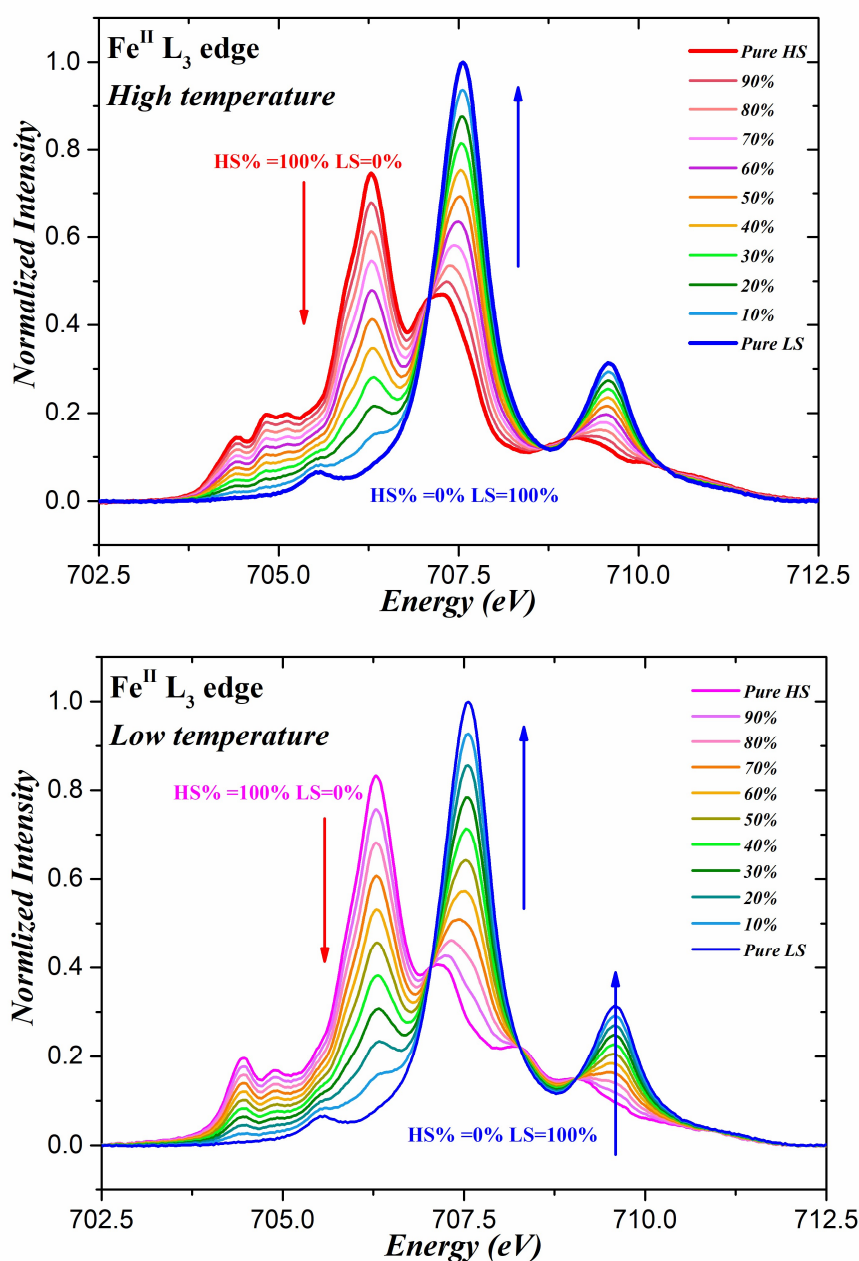 Fe^II L_3 edge
High temperature
HS% =100% LS=0%
HS% =0% LS=100%
Pure HS
90%
80%
70%
60%
50%
40%
30%
20%
10%
Pure LS
Normalized Intensity
1.0
0.8
0.6
0.4
0.2
0.0
702.5 705.0 707.5 710.0 712.5
Energy (eV)
Fe^II L_3 edge
Low temperature
HS% =100% LS=0%
HS% =0% LS=100%
Pure HS
90%
80%
70%
60%
50%
40%
30%
20%
10%
Pure LS
Normlized Intensity
1.0
0.8
0.6
0.4
0.2
0.0
702.5 705.0 707.5 710.0 712.5
Energy (eV)